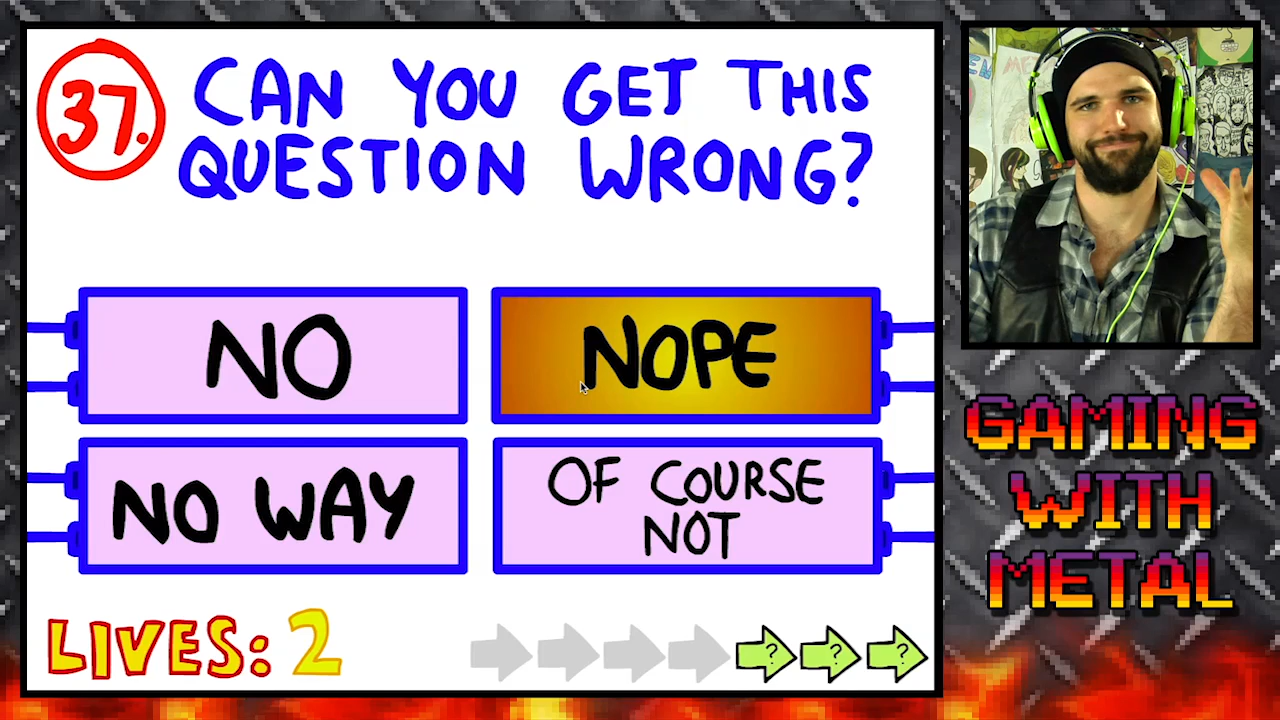 37.
CAN YOU GET THIS
QUESTION WRONG?
NO
NOPE
NO WAY
OF COURSE
NOT
LIVES: 2
? ? ?
GAMING
WITH
METAL